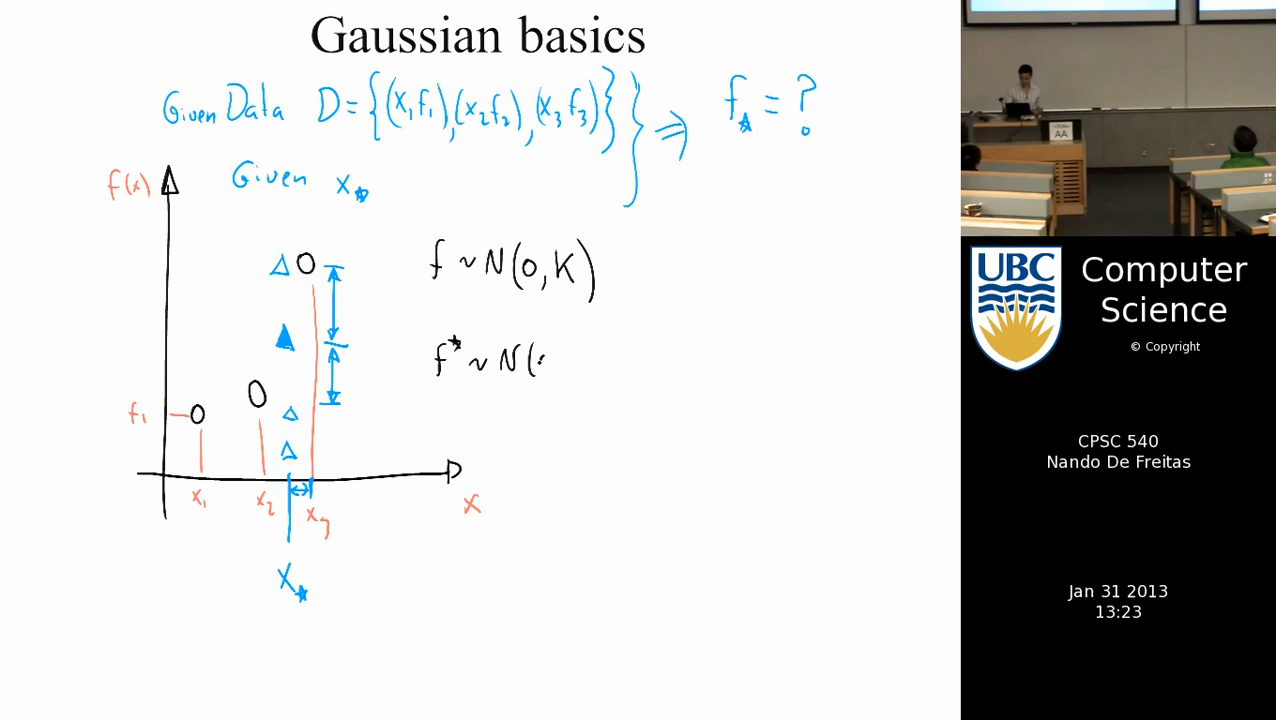 Gaussian basics
Given Data D = {(x₁ f₁), (x₂ f₂), (x₃ f₃)} } ⇒ f⋆ = ?
f(x) Given x⋆
f ~ N(0, K)
f* ~ N(
f₁
x₁ x₂ x₃ x
x⋆
AA
UBC
Computer
Science
© Copyright
CPSC 540
Nando De Freitas
Jan 31 2013
13:23